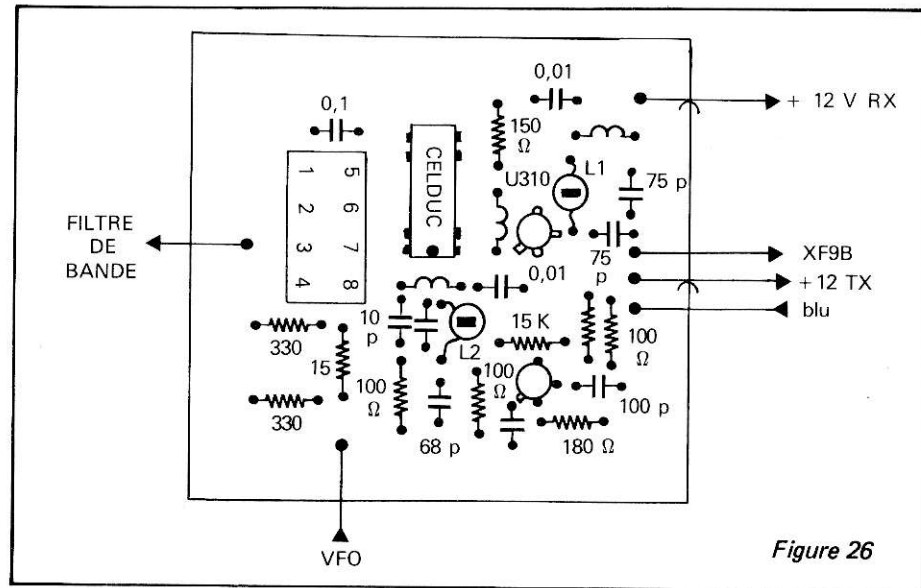 0,01
0,1
+ 12 V RX
150
Ω
CELDUC
L1
U310
75 p
1
5
2
6
3
7
4
8
FILTRE
DE
BANDE
75
p
XF9B
+12 TX
blu
0,01
10
p
L2
15 K
100
Ω
330
15
100
Ω
100
Ω
100 p
330
68 p
180 Ω
VFO
Figure 26